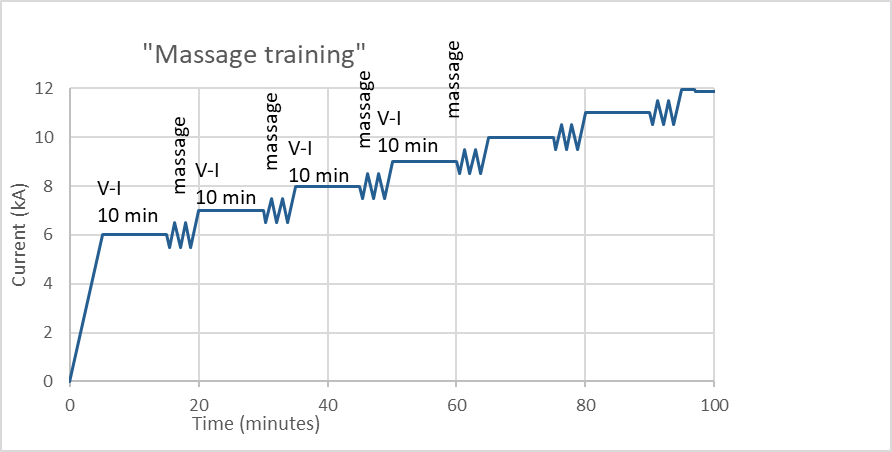 "Massage training"
massage
massage
massage
massage
V-I
10 min
V-I
10 min
V-I
10 min
V-I
10 min
Current (kA)
12
10
8
6
4
2
0
0 20 40 60 80 100
Time (minutes)